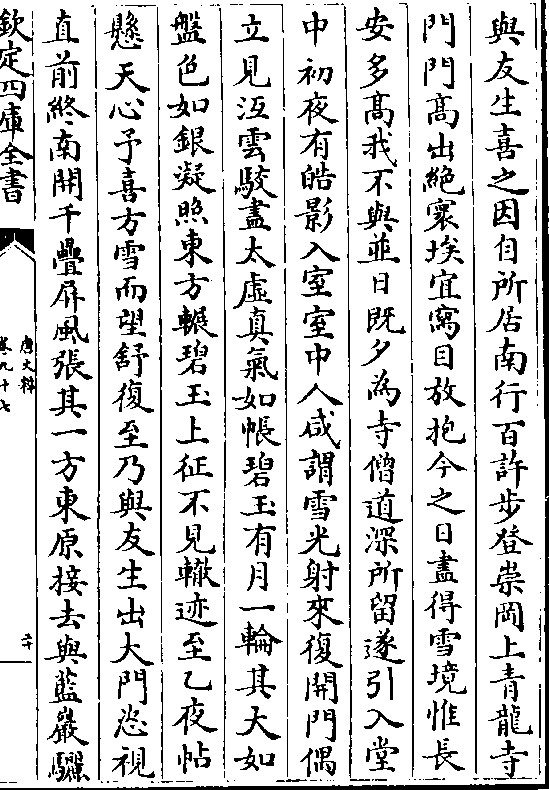 與友生喜之因自所居南行百許步登崇岡上青龍寺
門門髙出絶寰埃宜寓目放抱今之日盡得雪境惟長
安多髙我不與並日既夕為寺僧道深所留遂引入堂
中初夜有皓影入室室中人咸謂雪光射來復開門偶
立見沍雲駮盡太虚真氣如帳碧玉有月一輪其大如
盤色如銀凝照東方輾碧玉上征不見轍迹至乙夜帖
懸天心予喜方雪而望舒復至乃與友生出大門恣視
直前終南開千疊屏風張其一方東原接去與藍巖驪
欽定四庫全書
唐文粹
卷九十七
二十